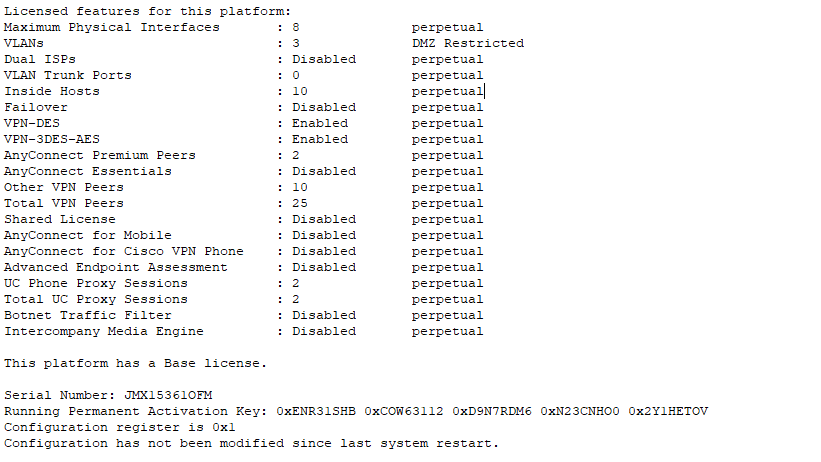 Licensed features for this platform:
Maximum Physical Interfaces : 8 perpetual
VLANs : 3 DMZ Restricted
Dual ISPs : Disabled perpetual
VLAN Trunk Ports : 0 perpetual
Inside Hosts : 10 perpetual
Failover : Disabled perpetual
VPN-DES : Enabled perpetual
VPN-3DES-AES : Enabled perpetual
AnyConnect Premium Peers : 2 perpetual
AnyConnect Essentials : Disabled perpetual
Other VPN Peers : 10 perpetual
Total VPN Peers : 25 perpetual
Shared License : Disabled perpetual
AnyConnect for Mobile : Disabled perpetual
AnyConnect for Cisco VPN Phone : Disabled perpetual
Advanced Endpoint Assessment : Disabled perpetual
UC Phone Proxy Sessions : 2 perpetual
Total UC Proxy Sessions : 2 perpetual
Botnet Traffic Filter : Disabled perpetual
Intercompany Media Engine : Disabled perpetual
This platform has a Base license.
Serial Number: JMX15361OFM
Running Permanent Activation Key: 0xENR31SHB 0xCOW63112 0xD9N7RDM6 0xN23CNHO0 0x2Y1HETOV
Configuration register is 0x1
Configuration has not been modified since last system restart.